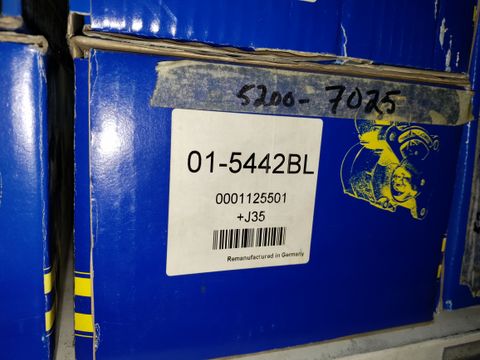 5200-7025
01-5442BL
0001125501
+J35
Remanufactured in Germany